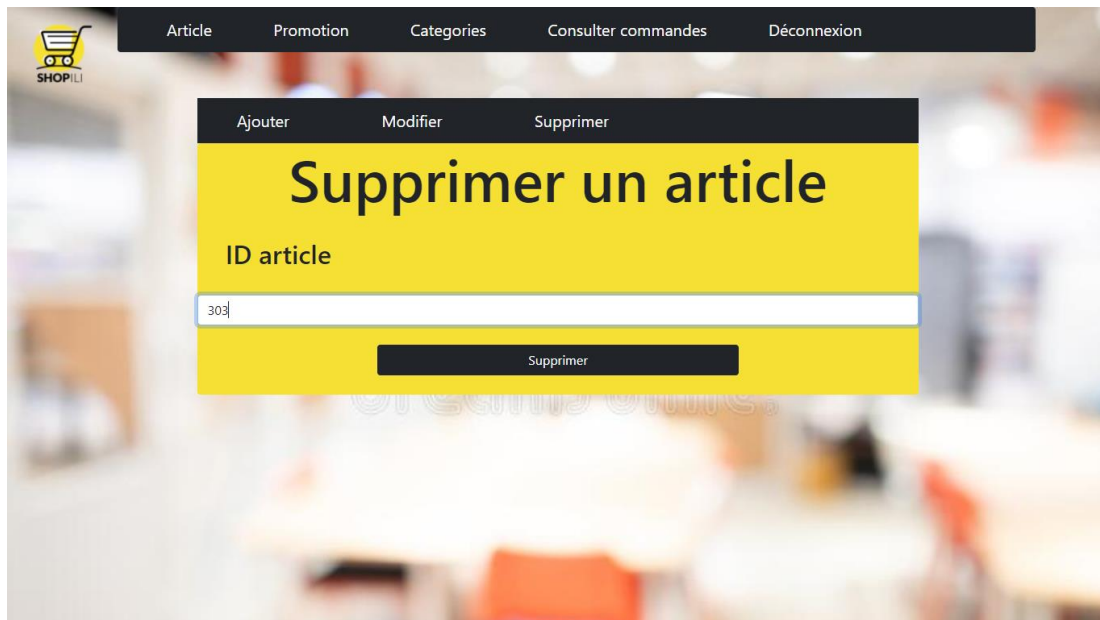 Article Promotion Categories Consulter commandes Déconnexion
SHOPILI
Ajouter Modifier Supprimer
Supprimer un article
ID article
303
Supprimer